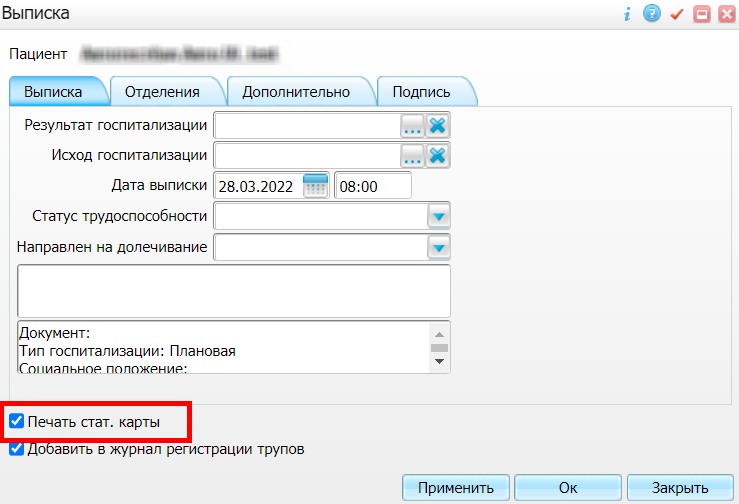 Выписка
Пациент
Выписка Отделения Дополнительно Подпись
Результат госпитализации ...
Исход госпитализации ...
Дата выписки 28.03.2022 08:00
Статус трудоспособности
Направлен на долечивание
Документ:
Тип госпитализации: Плановая
Социальное положение:
Печать стат. карты
Добавить в журнал регистрации трупов
Применить Ок Закрыть